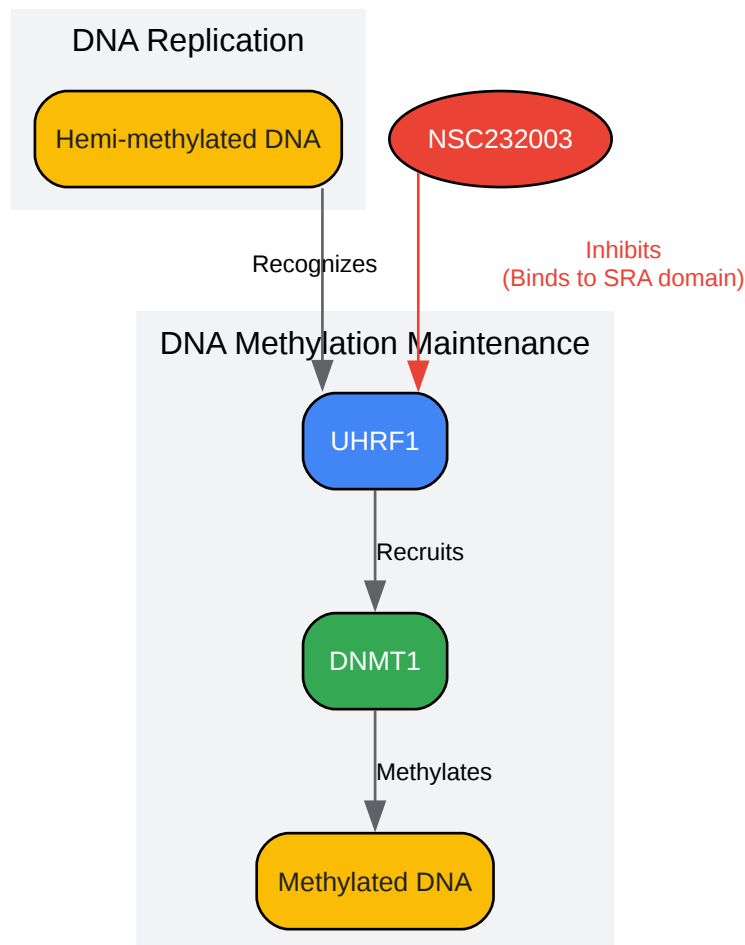 DNA Replication
Hemi-methylated DNA
NSC232003
Recognizes
Inhibits
(Binds to SRA domain)
DNA Methylation Maintenance
UHRF1
Recruits
DNMT1
Methylates
Methylated DNA